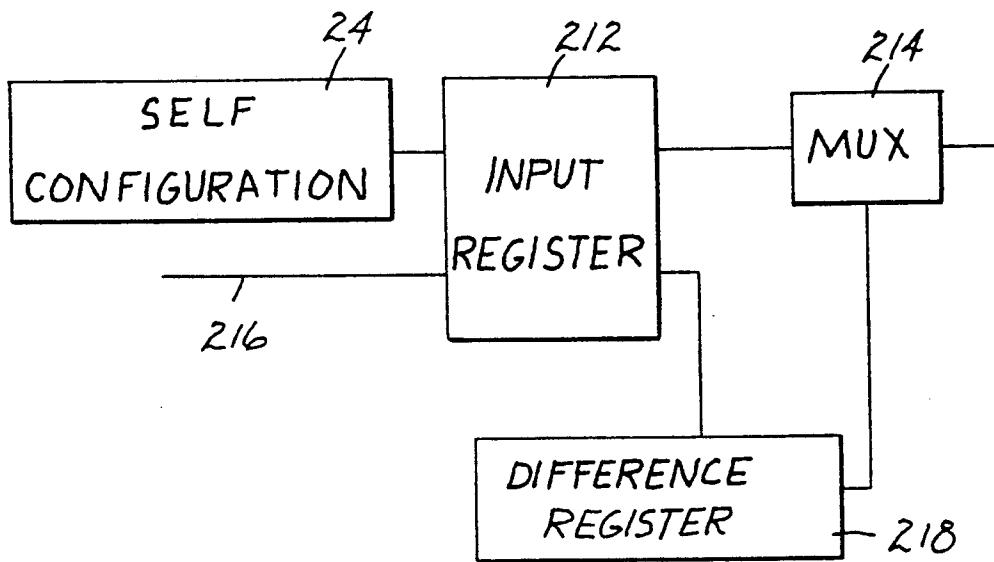 24
212
214
SELF
CONFIGURATION
INPUT
REGISTER
MUX
216
DIFFERENCE
REGISTER
218